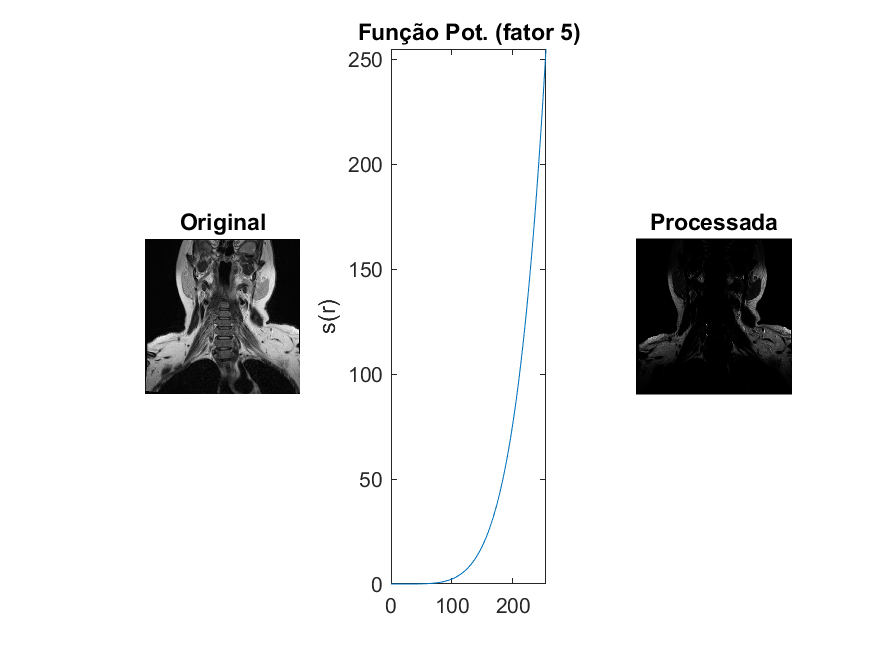 Original
Função Pot. (fator 5)
s(r)
250
200
150
100
50
0
0 100 200
Processada